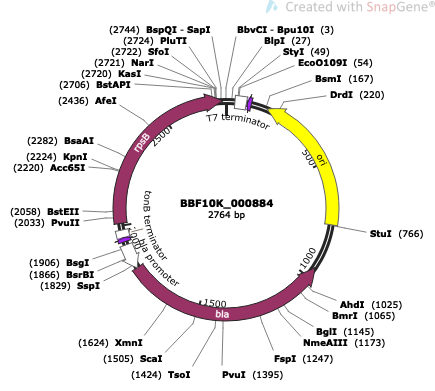 Created with SnapGene®
(2744) BspQI - SapI
(2724) PluTI
(2722) SfoI
(2721) NarI
(2720) KasI
(2706) BstAPI
(2436) AfeI
(2282) BsaAI
(2224) KpnI
(2220) Acc65I
(2058) BstEII
(2033) PvuII
(1906) BsgI
(1866) BsrBI
(1829) SspI
(1624) XmnI
(1505) ScaI
(1424) TsoI
PvuI (1395)
FspI (1247)
NmeAIII (1173)
BglI (1145)
BmrI (1065)
AhdI (1025)
StuI (766)
DrdI (220)
BsmI (167)
EcoO109I (54)
StyI (49)
BlpI (27)
BbvCI - Bpu10I (3)
T7 terminator
ori
500
1000
1500
bla
bla promoter
tonB terminator
rpsB
2500
BBF10K_000884
2764 bp